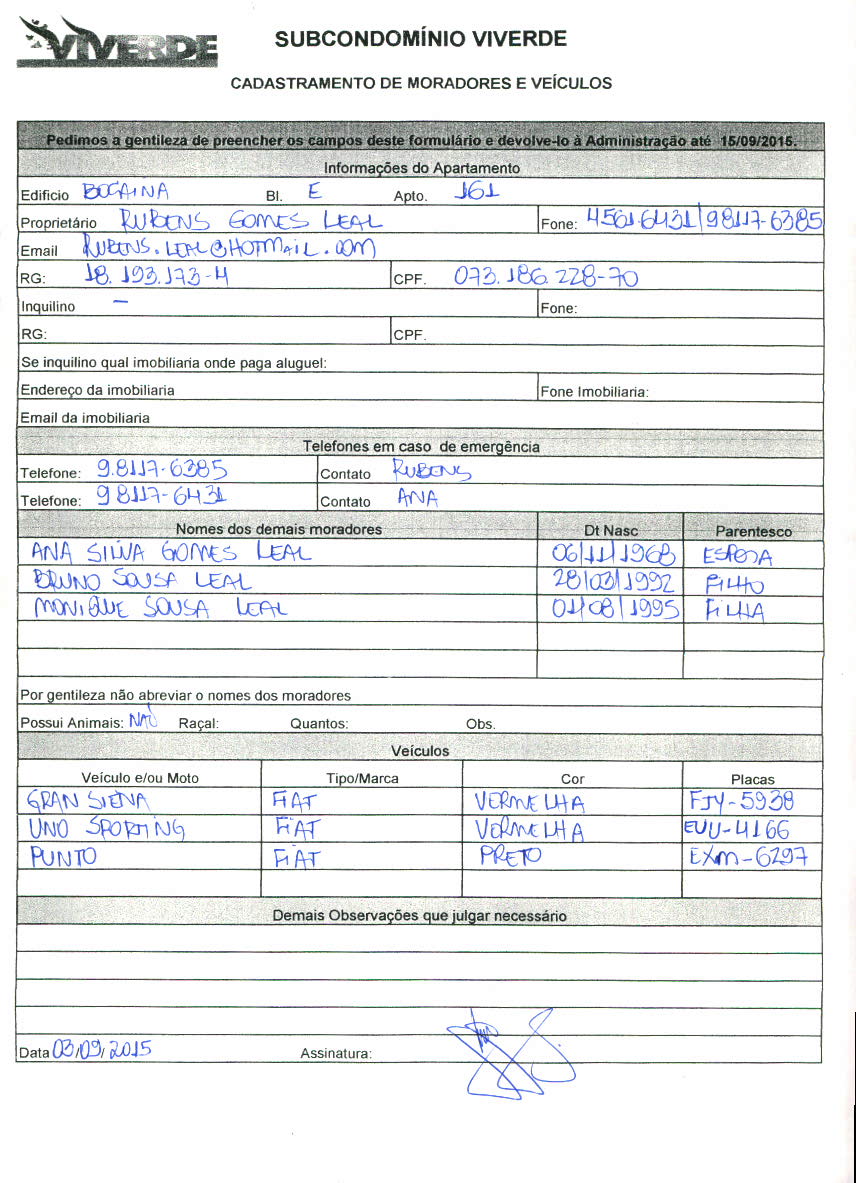 VIVERDE
SUBCONDOMÍNIO VIVERDE
CADASTRAMENTO DE MORADORES E VEÍCULOS
Pedimos a gentileza de preencher os campos deste formulário e devolve-lo à Administração até 15/09/2015.
Informações do Apartamento
Edificio BOCAINA Bl. E Apto. 161
Proprietário RUBENS GOMES LEAL Fone: 4561-6431/98117-6385
Email RUBENS.LEAL@HOTMAIL.COM
RG: 18.193.173-4 CPF. 073.186.228-70
Inquilino - Fone:
RG: CPF.
Se inquilino qual imobiliaria onde paga aluguel:
Endereço da imobiliaria Fone Imobiliaria:
Email da imobiliaria
Telefones em caso de emergência
Telefone: 9.8117-6385 Contato RUBENS
Telefone: 98117-6431 Contato ANA
Nomes dos demais moradores Dt Nasc Parentesco
ANA SILVA GOMES LEAL 06/11/1968 ESPOSA
BRUNO SOUSA LEAL 28/03/1992 FILHO
MONIQUE SOUSA LEAL 01/08/1995 FILHA
Por gentileza não abreviar o nomes dos moradores
Possui Animais: NÃO Raçal: Quantos: Obs.
Veículos
Veículo e/ou Moto Tipo/Marca Cor Placas
GRAN SIENA FIAT VERMELHA FJY-5938
UNO SPORTING FIAT VERMELHA EUU-4166
PUNTO FIAT PRETO EXM-6297
Demais Observações que julgar necessário
Data 03/09/2015 Assinatura: